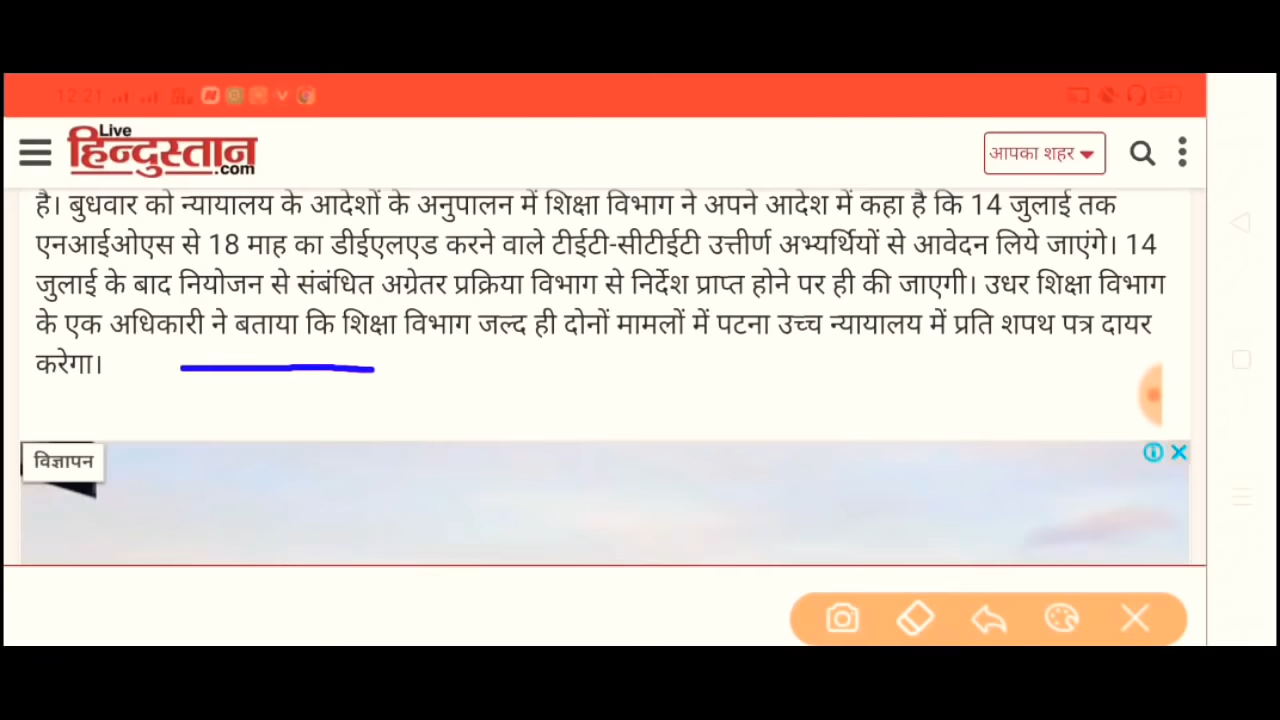 12:21
Live
हिन्दुस्तान
.com
आपका शहर
है। बुधवार को न्यायालय के आदेशों के अनुपालन में शिक्षा विभाग ने अपने आदेश में कहा है कि 14 जुलाई तक
एनआईओएस से 18 माह का डीईएलएड करने वाले टीईटी-सीटीईटी उत्तीर्ण अभ्यर्थियों से आवेदन लिये जाएंगे। 14
जुलाई के बाद नियोजन से संबंधित अग्रेतर प्रक्रिया विभाग से निर्देश प्राप्त होने पर ही की जाएगी। उधर शिक्षा विभाग
के एक अधिकारी ने बताया कि शिक्षा विभाग जल्द ही दोनों मामलों में पटना उच्च न्यायालय में प्रति शपथ पत्र दायर
करेगा।
विज्ञापन